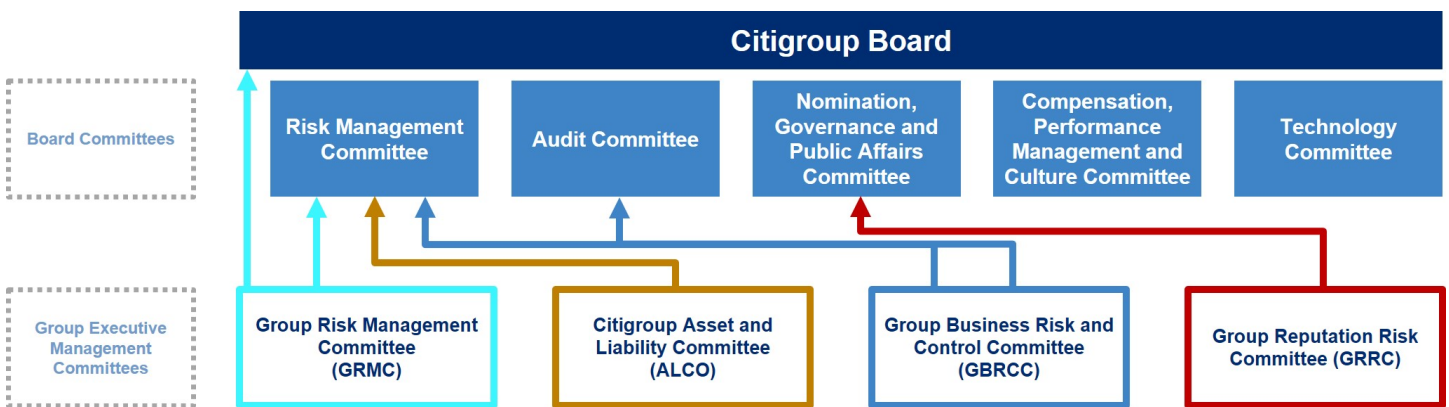 Citigroup Board
Board Committees
Risk Management
Committee
Audit Committee
Nomination,
Governance and
Public Affairs
Committee
Compensation,
Performance
Management and
Culture Committee
Technology
Committee
Group Executive
Management
Committees
Group Risk Management
Committee
(GRMC)
Citigroup Asset and
Liability Committee
(ALCO)
Group Business Risk and
Control Committee
(GBRCC)
Group Reputation Risk
Committee (GRRC)